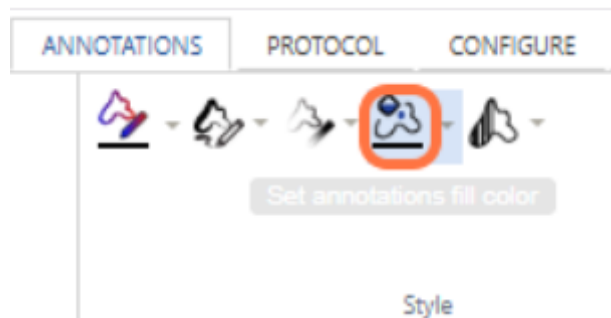 ANNOTATIONS PROTOCOL CONFIGURE
Set annotations fill color
Style